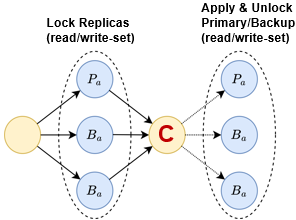 Lock Replicas
(read/write-set)
Apply & Unlock
Primary/Backup
(read/write-set)
Pₐ
Bₐ
Bₐ
C
Pₐ
Bₐ
Bₐ